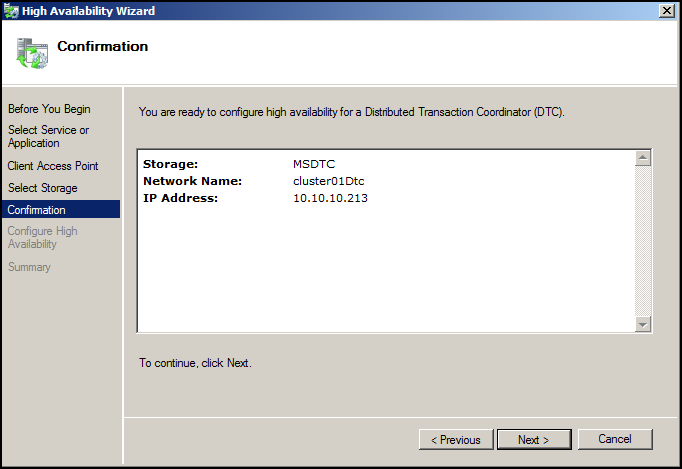 High Availability Wizard
Confirmation
Before You Begin
Select Service or
Application
Client Access Point
Select Storage
Confirmation
Configure High
Availability
Summary
You are ready to configure high availability for a Distributed Transaction Coordinator (DTC).
Storage: MSDTC
Network Name: cluster01Dtc
IP Address: 10.10.10.213
To continue, click Next.
< Previous Next > Cancel